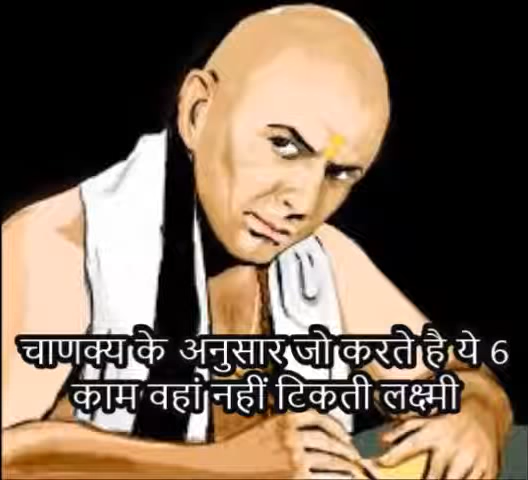 चाणक्य के अनुसार जो करते है ये 6
काम वहां नहीं टिकती लक्ष्मी